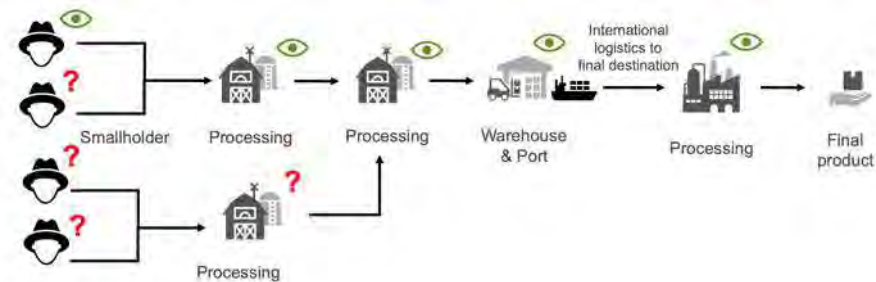 International
logistics to
final destination
?
Smallholder
Processing
Processing
Warehouse
& Port
Processing
Final
product
?
?
?
Processing